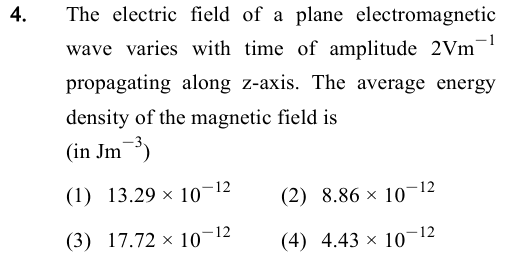 4. The electric field of a plane electromagnetic
wave varies with time of amplitude 2Vm⁻¹
propagating along z-axis. The average energy
density of the magnetic field is
(in Jm⁻³)
(1) 13.29 × 10⁻¹² (2) 8.86 × 10⁻¹²
(3) 17.72 × 10⁻¹² (4) 4.43 × 10⁻¹²